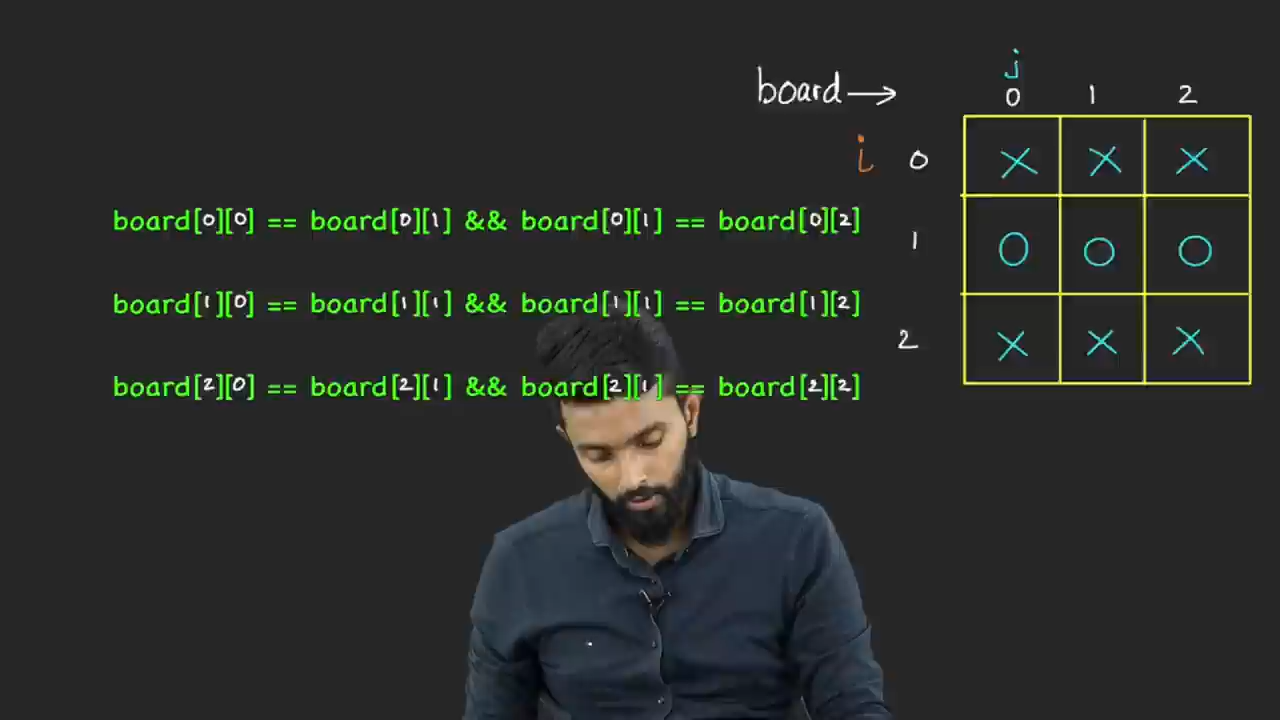 j
board → 0 1 2
i 0 X X X
board[0][0] == board[0][1] && board[0][1] == board[0][2]
1 O O O
board[1][0] == board[1][1] && board[1][1] == board[1][2]
2 X X X
board[2][0] == board[2][1] && board[2][1] == board[2][2]